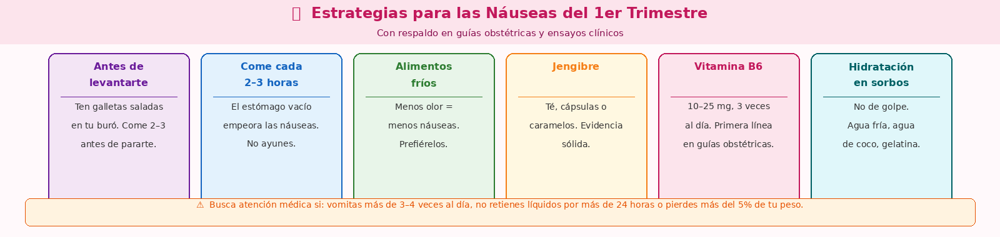 Estrategias para las Náuseas del 1er Trimestre
Con respaldo en guías obstétricas y ensayos clínicos
Antes de
levantarte
Ten galletas saladas
en tu buró. Come 2–3
antes de pararte.
Come cada
2–3 horas
El estómago vacío
empeora las náuseas.
No ayunes.
Alimentos
fríos
Menos olor =
menos náuseas.
Prefiérelos.
Jengibre
Té, cápsulas o
caramelos. Evidencia
sólida.
Vitamina B6
10–25 mg, 3 veces
al día. Primera línea
en guías obstétricas.
Hidratación
en sorbos
No de golpe.
Agua fría, agua
de coco, gelatina.
⚠ Busca atención médica si: vomitas más de 3–4 veces al día, no retienes líquidos por más de 24 horas o pierdes más del 5% de tu peso.